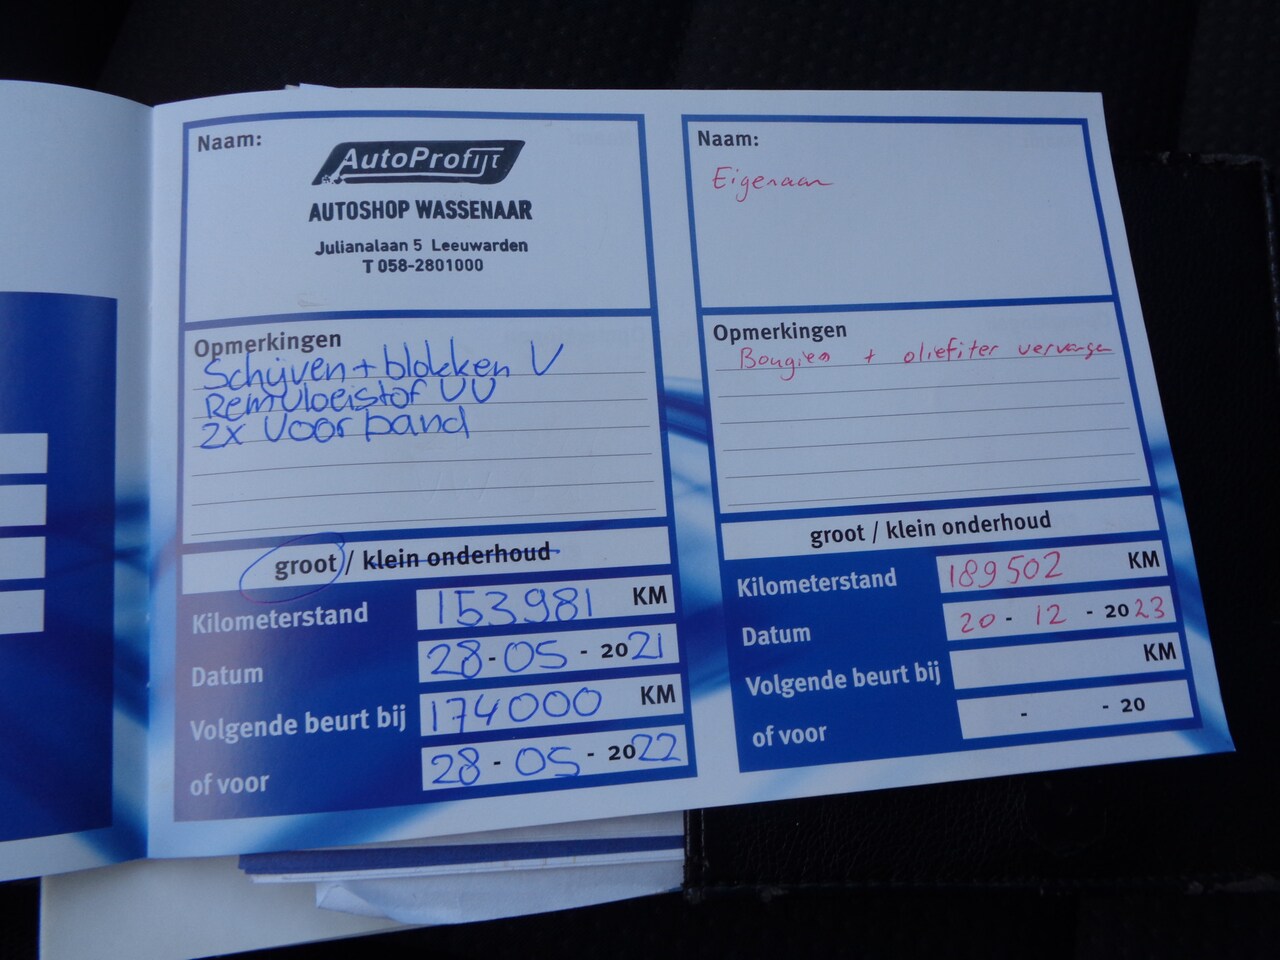 Naam:
AutoProfijt
AUTOSHOP WASSENAAR
Julianalaan 5 Leeuwarden
T 058-2801000
Opmerkingen
Schijven + blokken V
Remvloeistof VV
2x Voorband
groot / klein onderhoud
Kilometerstand 153981 KM
Datum 28 - 05 - 2021
Volgende beurt bij 174000 KM
of voor 28 - 05 - 2022
Naam:
Eigenaar
Opmerkingen
Bougies + oliefiter vervangen
groot / klein onderhoud
Kilometerstand 189502 KM
Datum 20 - 12 - 2023
Volgende beurt bij KM
of voor - - 20